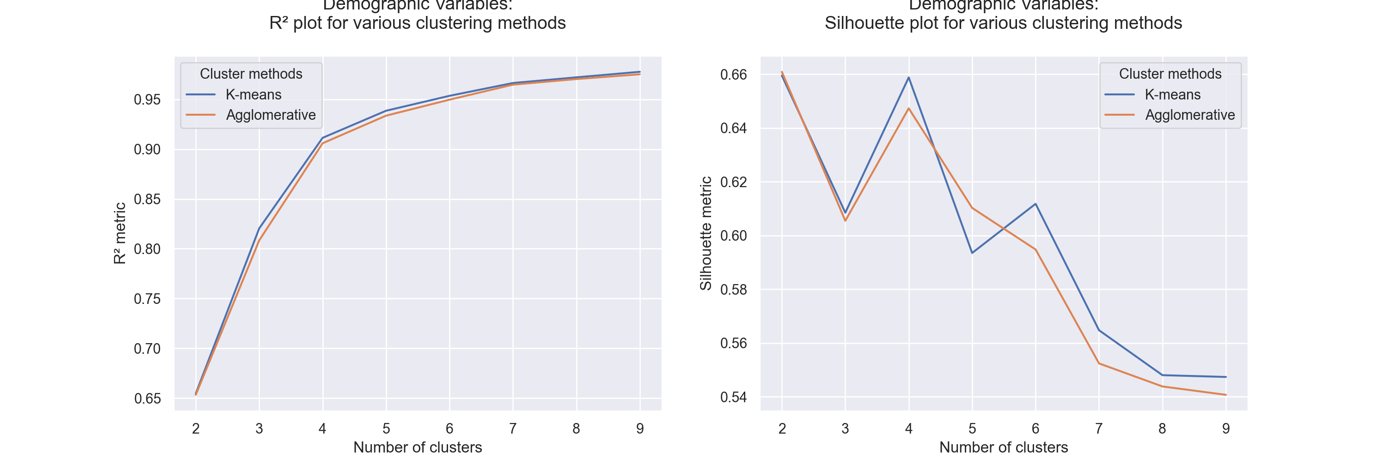 Demographic Variables:
R² plot for various clustering methods
Cluster methods
K-means
Agglomerative
0.95
0.90
0.85
0.80
0.75
0.70
0.65
R² metric
2 3 4 5 6 7 8 9
Number of clusters
Demographic Variables:
Silhouette plot for various clustering methods
Cluster methods
K-means
Agglomerative
0.66
0.64
0.62
0.60
0.58
0.56
0.54
Silhouette metric
2 3 4 5 6 7 8 9
Number of clusters